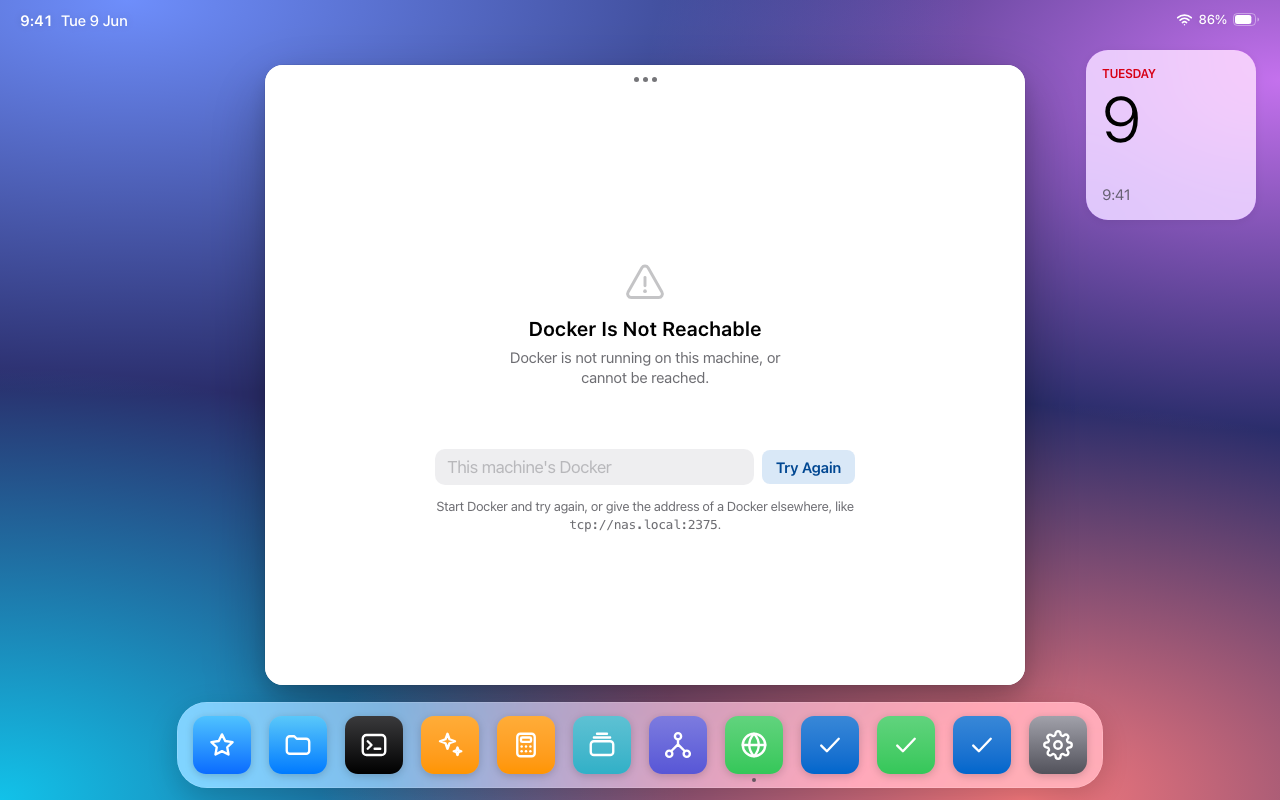 9:41 Tue 9 Jun
86%
TUESDAY
9
9:41
Docker Is Not Reachable
Docker is not running on this machine, or
cannot be reached.
This machine's Docker
Try Again
Start Docker and try again, or give the address of a Docker elsewhere, like
tcp://nas.local:2375.